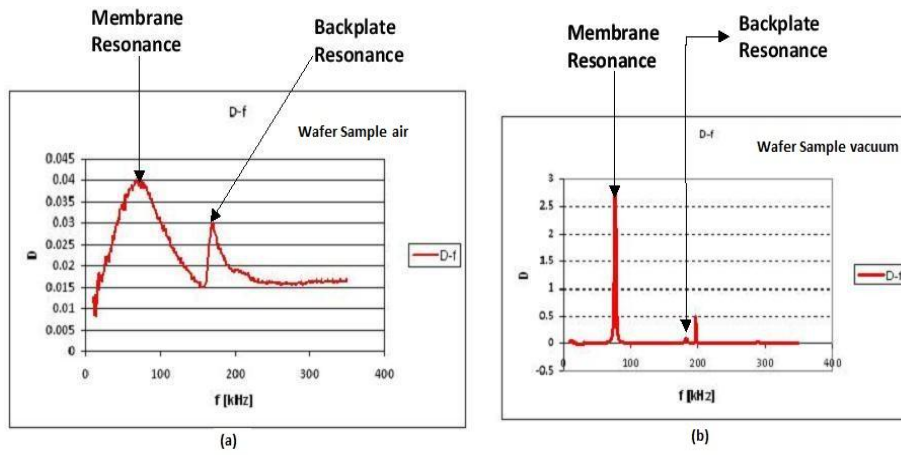 Membrane
Resonance
Backplate
Resonance
D-f
Wafer Sample air
0.045
0.04
0.035
0.03
0.025
0.02
0.015
0.01
0.005
0
D
0
100
200
300
400
f [kHz]
D-f
(a)
Membrane
Resonance
Backplate
Resonance
D-f
Wafer Sample vacuum
3
2.5
2
1.5
1
0.5
0
-0.5
D
0
100
200
300
400
f [kHz]
D-f
(b)